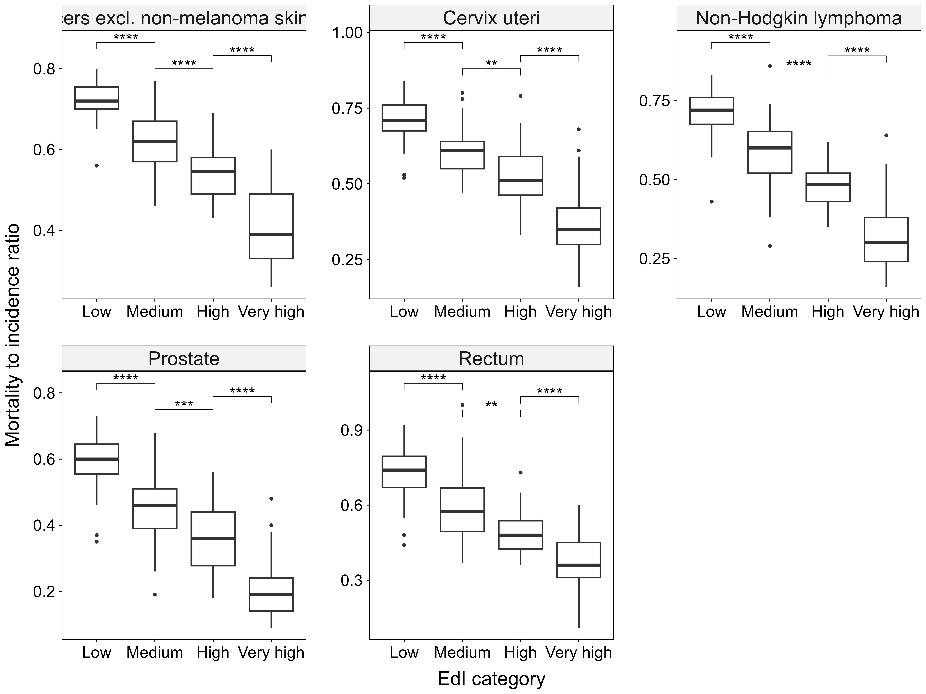 cers excl. non-melanoma skin
Cervix uteri
Non-Hodgkin lymphoma
****
****
****
0.8
0.6
0.4
Low Medium High Very high
1.00
****
**
****
0.75
0.50
0.25
Low Medium High Very high
****
****
****
0.75
0.50
0.25
Low Medium High Very high
Mortality to incidence ratio
Prostate
Rectum
****
***
****
0.8
0.6
0.4
0.2
Low Medium High Very high
****
**
****
0.9
0.6
0.3
Low Medium High Very high
EdI category